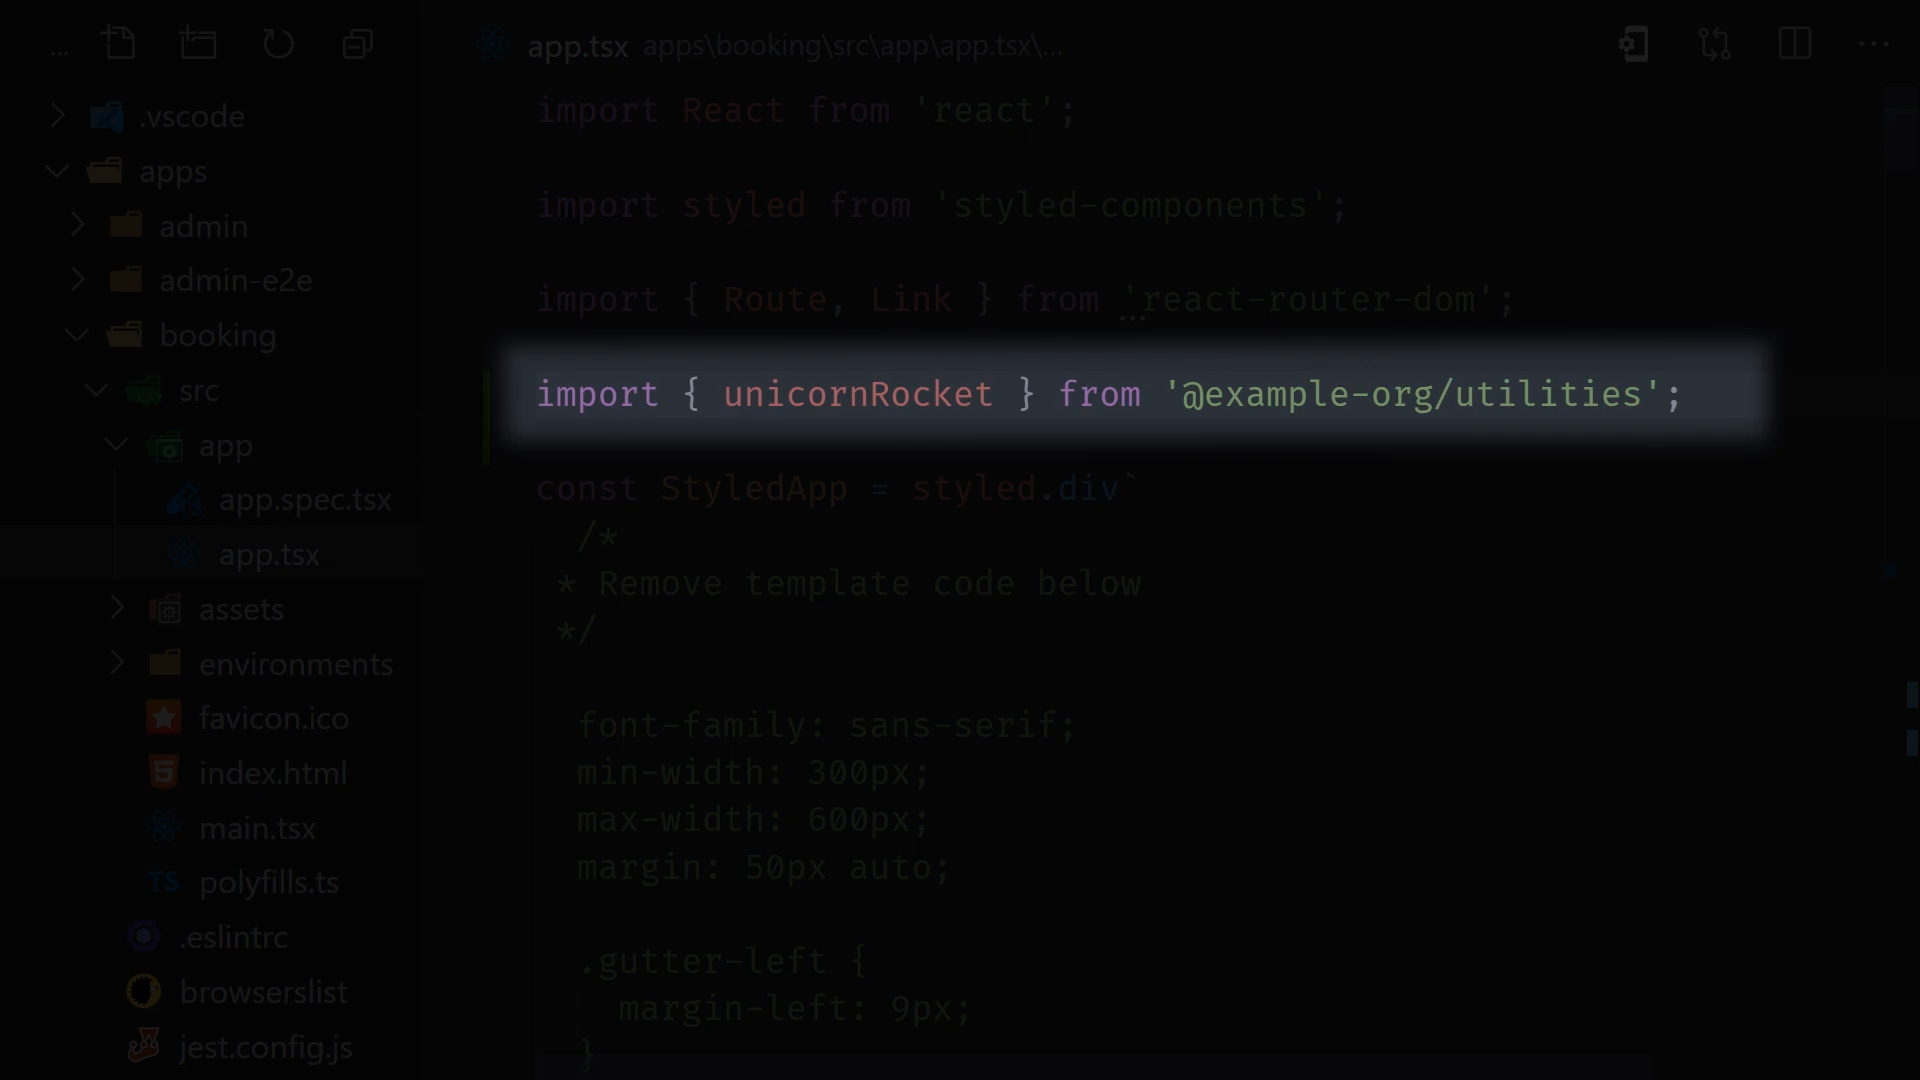 ...
app.tsx apps\booking\src\app\app.tsx\...
.vscode
apps
admin
admin-e2e
booking
src
app
app.spec.tsx
app.tsx
assets
environments
favicon.ico
index.html
main.tsx
TS polyfills.ts
.eslintrc
browserslist
jest.config.js
import React from 'react';
import styled from 'styled-components';
import { Route, Link } from 'react-router-dom';
import { unicornRocket } from '@example-org/utilities';
const StyledApp = styled.div`
/*
* Remove template code below
*/
font-family: sans-serif;
min-width: 300px;
max-width: 600px;
margin: 50px auto;
.gutter-left {
margin-left: 9px;
}